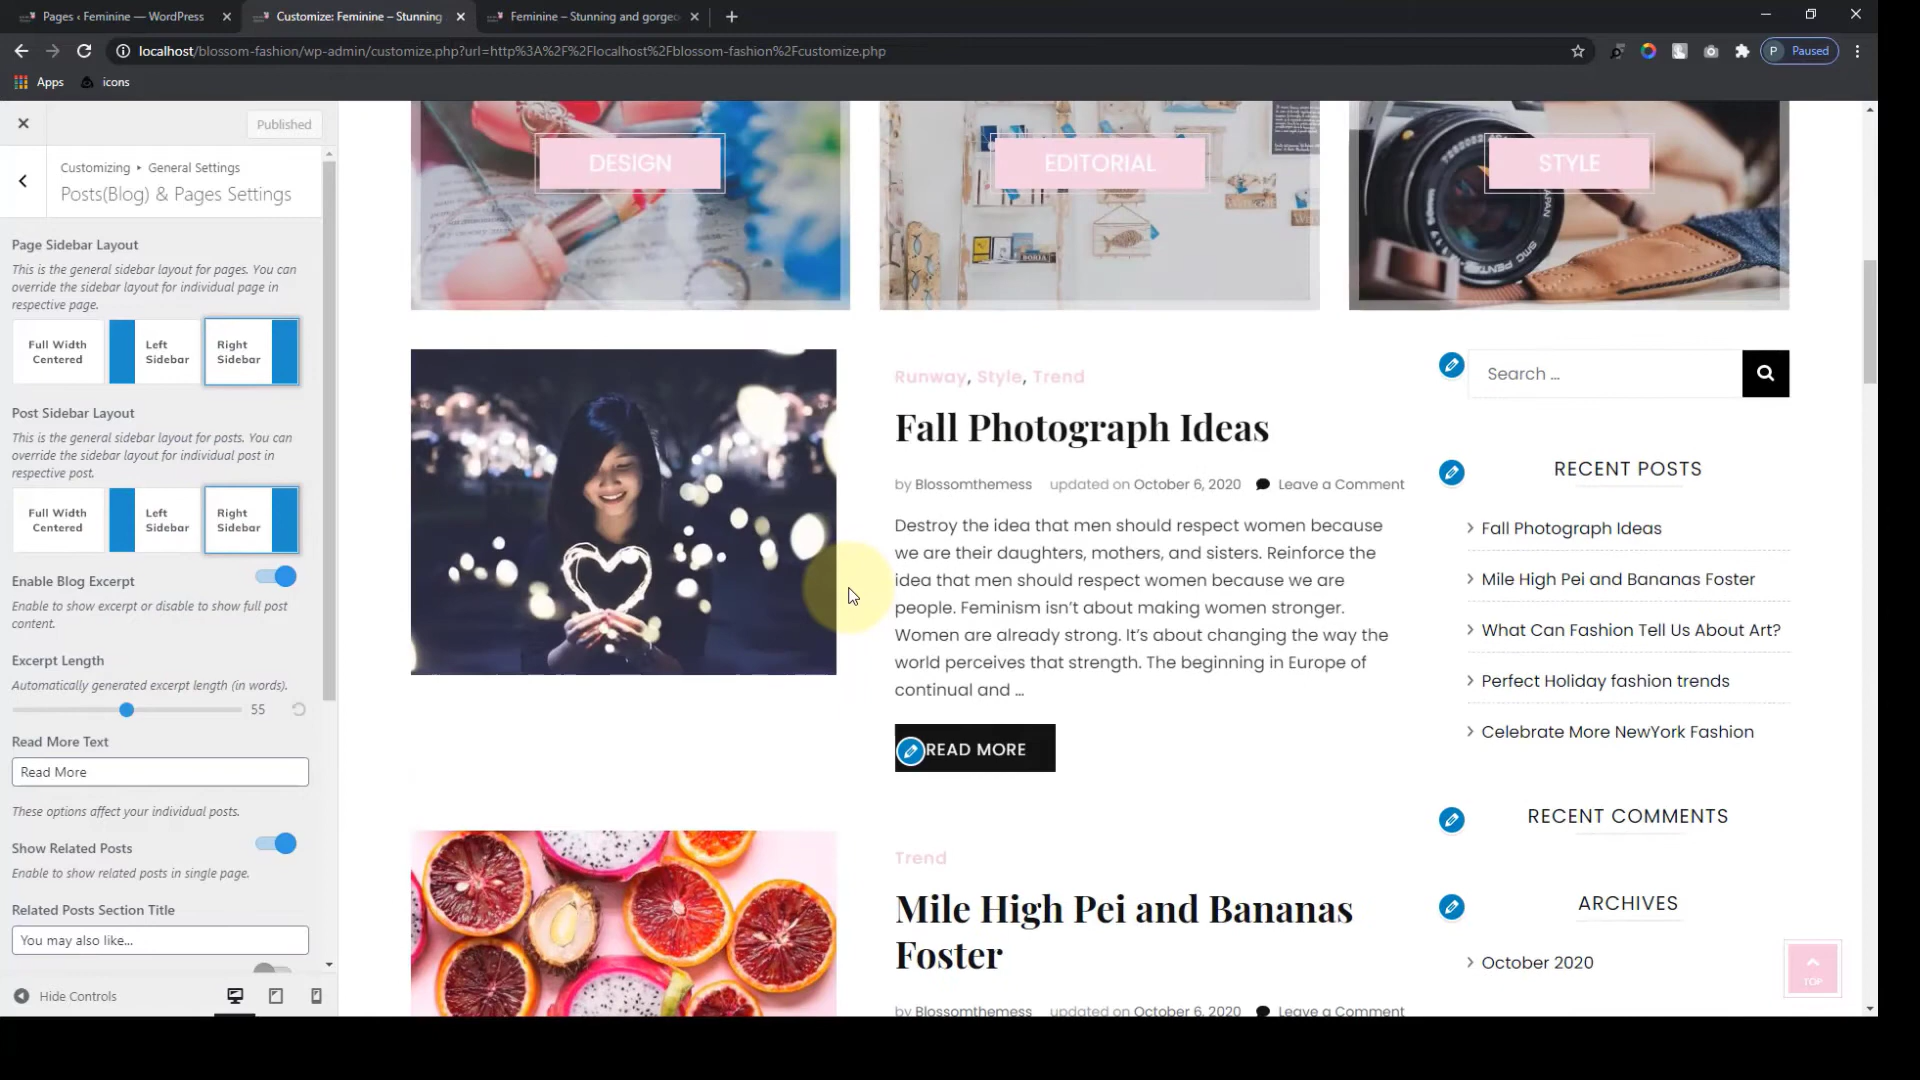 Pages ‹ Feminine — WordPress
Customize: Feminine – Stunning
Feminine – Stunning and gorgeo
localhost/blossom-fashion/wp-admin/customize.php?url=http%3A%2F%2Flocalhost%2Fblossom-fashion%2Fcustomize.php
P Paused
Apps
icons
Published
Customizing ▸ General Settings
Posts(Blog) & Pages Settings
Page Sidebar Layout
This is the general sidebar layout for pages. You can
override the sidebar layout for individual page in
respective page.
Full Width
Centered
Left
Sidebar
Right
Sidebar
Post Sidebar Layout
This is the general sidebar layout for posts. You can
override the sidebar layout for individual post in
respective post.
Full Width
Centered
Left
Sidebar
Right
Sidebar
Enable Blog Excerpt
Enable to show excerpt or disable to show full post
content.
Excerpt Length
Automatically generated excerpt length (in words).
55
Read More Text
Read More
These options affect your individual posts.
Show Related Posts
Enable to show related posts in single page.
Related Posts Section Title
You may also like...
Hide Controls
DESIGN
EDITORIAL
STYLE
Runway, Style, Trend
Fall Photograph Ideas
by Blossomthemess updated on October 6, 2020 Leave a Comment
Destroy the idea that men should respect women because
we are their daughters, mothers, and sisters. Reinforce the
idea that men should respect women because we are
people. Feminism isn't about making women stronger.
Women are already strong. It's about changing the way the
world perceives that strength. The beginning in Europe of
continual and ...
READ MORE
Trend
Mile High Pei and Bananas
Foster
by Blossomthemess updated on October 6, 2020 Leave a Comment
Search ...
RECENT POSTS
Fall Photograph Ideas
Mile High Pei and Bananas Foster
What Can Fashion Tell Us About Art?
Perfect Holiday fashion trends
Celebrate More NewYork Fashion
RECENT COMMENTS
ARCHIVES
October 2020
TOP